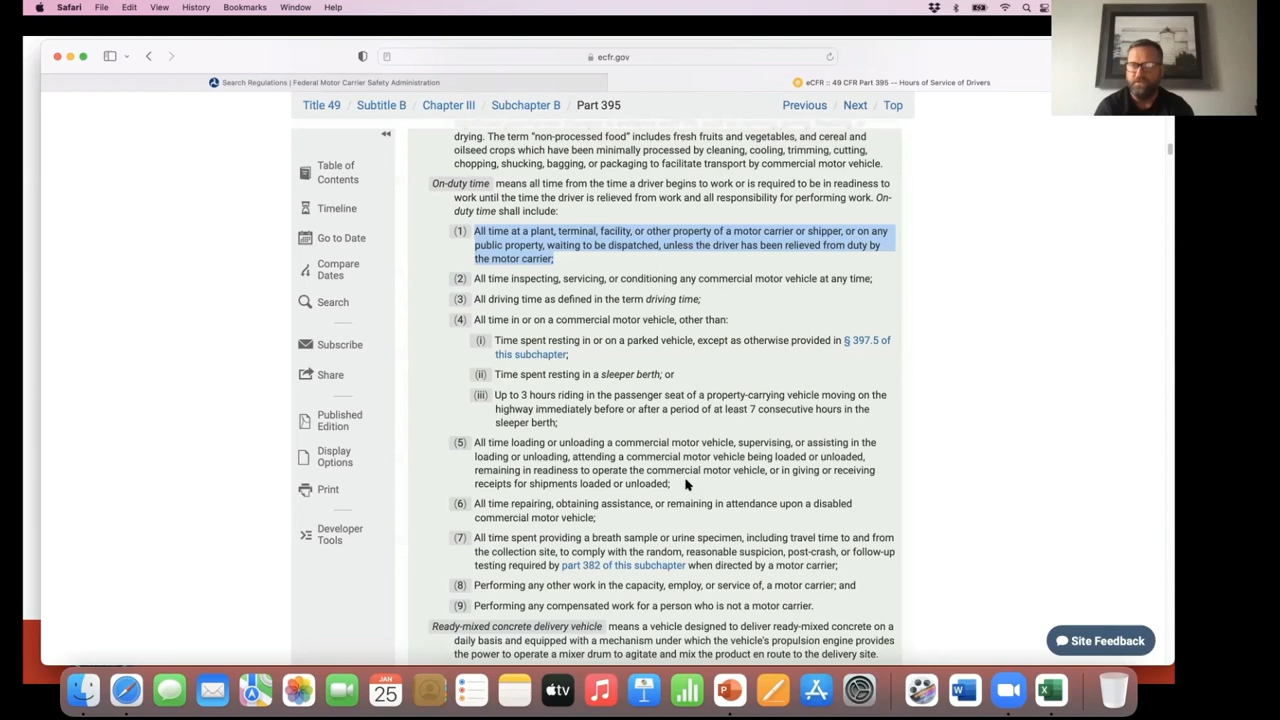 Safari File Edit View History Bookmarks Window Help
ecfr.gov
Search Regulations | Federal Motor Carrier Safety Administration
eCFR :: 49 CFR Part 395 -- Hours of Service of Drivers
Title 49 / Subtitle B / Chapter III / Subchapter B / Part 395
Previous / Next / Top
Table of
Contents
Timeline
Go to Date
Compare
Dates
Search
Subscribe
Share
Published
Edition
Display
Options
Print
Developer
Tools
drying. The term "non-processed food" includes fresh fruits and vegetables, and cereal and
oilseed crops which have been minimally processed by cleaning, cooling, trimming, cutting,
chopping, shucking, bagging, or packaging to facilitate transport by commercial motor vehicle.
On-duty time means all time from the time a driver begins to work or is required to be in readiness to
work until the time the driver is relieved from work and all responsibility for performing work. On-
duty time shall include:
(1) All time at a plant, terminal, facility, or other property of a motor carrier or shipper, or on any
public property, waiting to be dispatched, unless the driver has been relieved from duty by
the motor carrier;
(2) All time inspecting, servicing, or conditioning any commercial motor vehicle at any time;
(3) All driving time as defined in the term driving time;
(4) All time in or on a commercial motor vehicle, other than:
(i) Time spent resting in or on a parked vehicle, except as otherwise provided in § 397.5 of
this subchapter;
(ii) Time spent resting in a sleeper berth; or
(iii) Up to 3 hours riding in the passenger seat of a property-carrying vehicle moving on the
highway immediately before or after a period of at least 7 consecutive hours in the
sleeper berth;
(5) All time loading or unloading a commercial motor vehicle, supervising, or assisting in the
loading or unloading, attending a commercial motor vehicle being loaded or unloaded,
remaining in readiness to operate the commercial motor vehicle, or in giving or receiving
receipts for shipments loaded or unloaded;
(6) All time repairing, obtaining assistance, or remaining in attendance upon a disabled
commercial motor vehicle;
(7) All time spent providing a breath sample or urine specimen, including travel time to and from
the collection site, to comply with the random, reasonable suspicion, post-crash, or follow-up
testing required by part 382 of this subchapter when directed by a motor carrier;
(8) Performing any other work in the capacity, employ, or service of, a motor carrier; and
(9) Performing any compensated work for a person who is not a motor carrier.
Ready-mixed concrete delivery vehicle means a vehicle designed to deliver ready-mixed concrete on a
daily basis and equipped with a mechanism under which the vehicle's propulsion engine provides
the power to operate a mixer drum to agitate and mix the product en route to the delivery site.
Site Feedback
JAN
25
tv